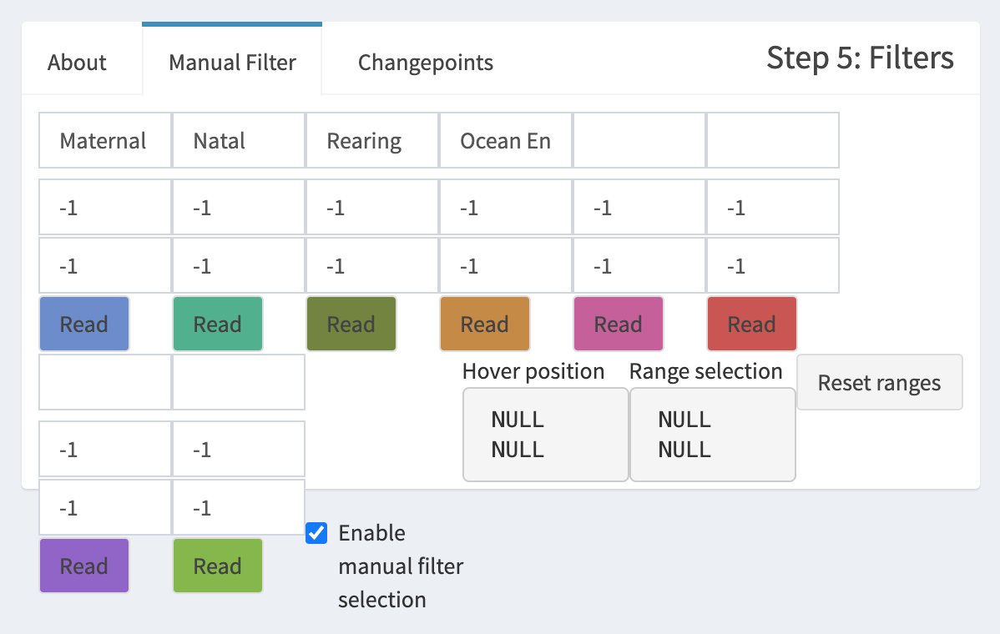 About Manual Filter Changepoints Step 5: Filters
Maternal Natal Rearing Ocean En
-1 -1 -1 -1 -1 -1
-1 -1 -1 -1 -1 -1
Read Read Read Read Read Read
Hover position Range selection Reset ranges
NULL NULL
NULL NULL
-1 -1
-1 -1
Enable
manual filter
selection
Read Read